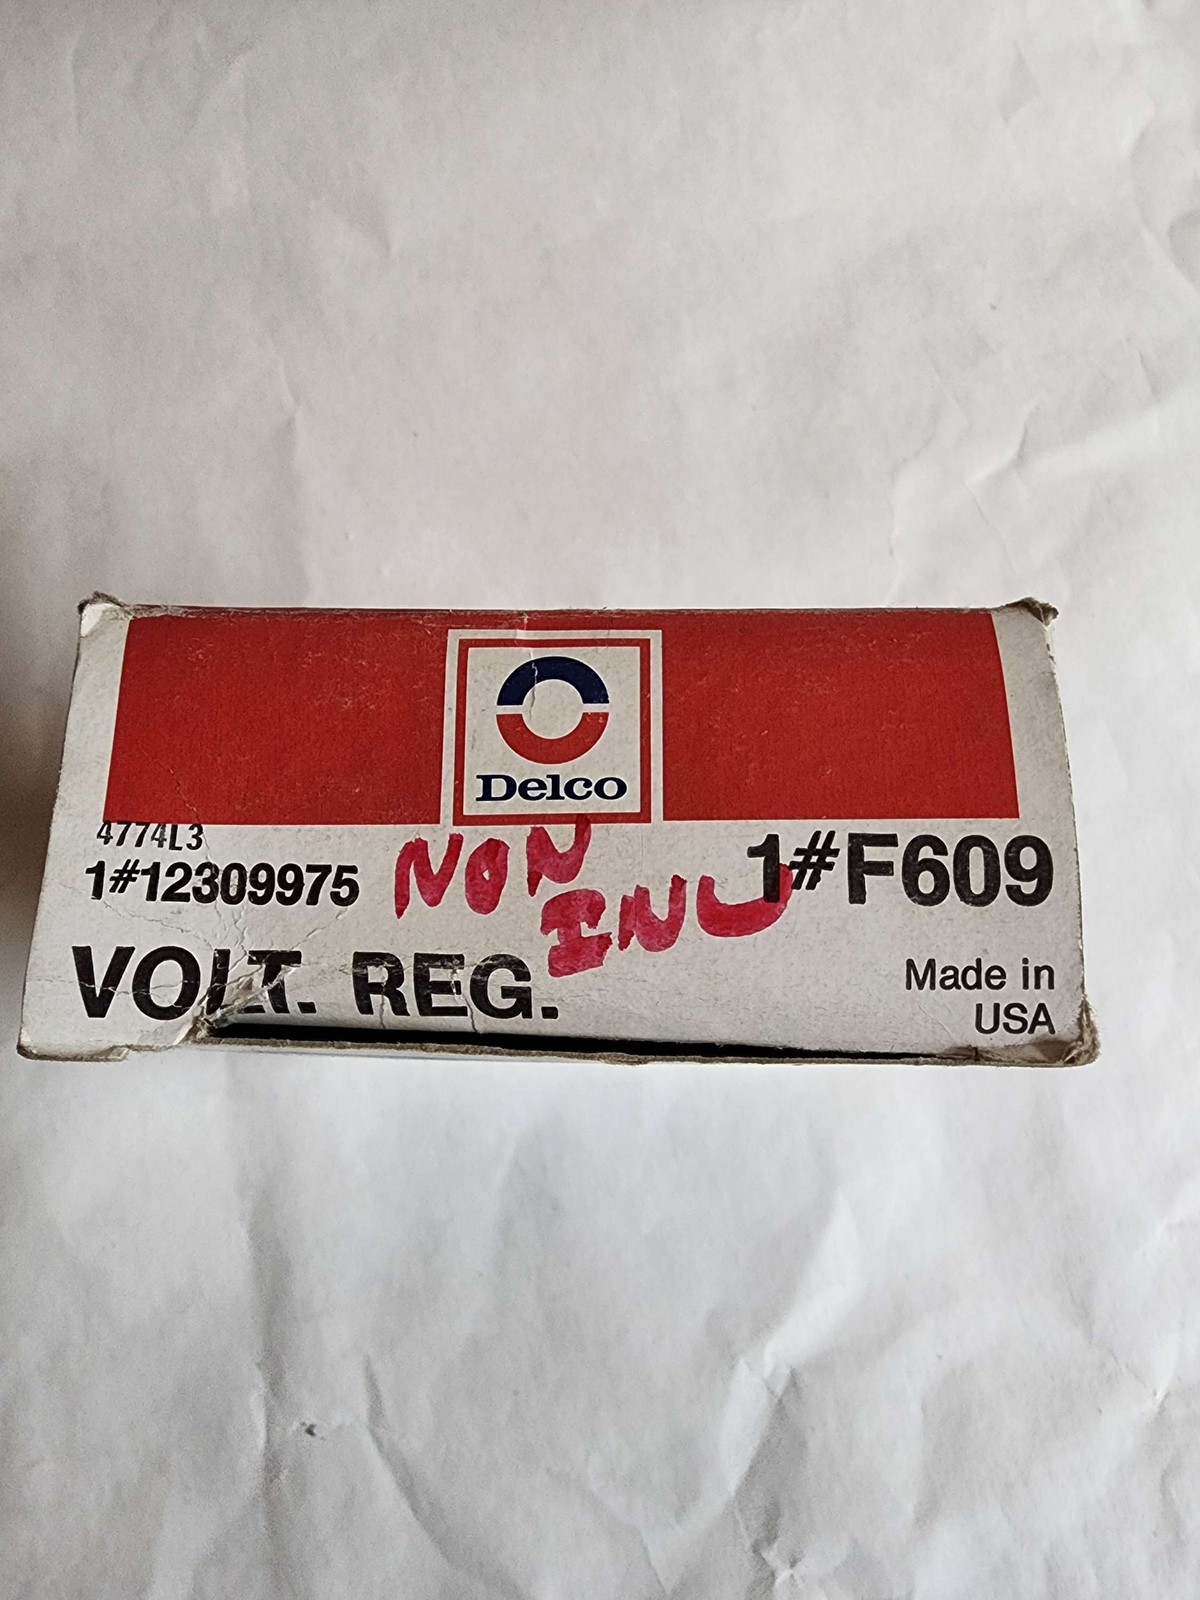 Delco
4774L3
1#12309975
NON
INV
1#F609
VOLT. REG.
Made in
USA